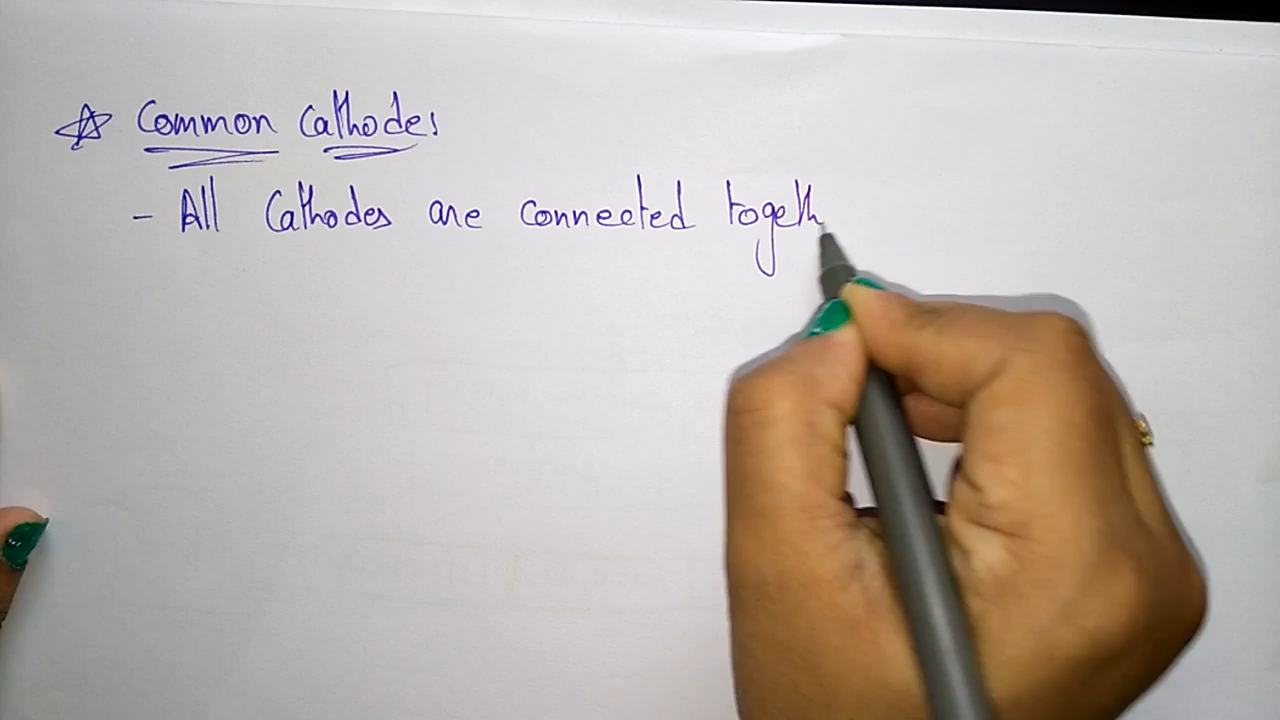 ☆ Common Cathodes
- All Cathodes are connected togeth